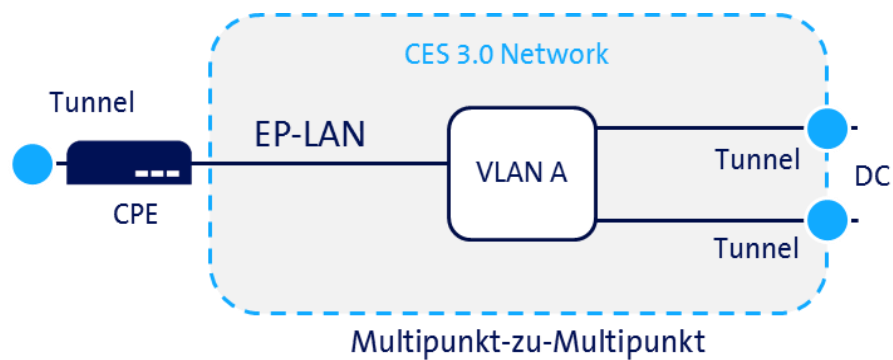 CES 3.0 Network
Tunnel
EP-LAN
CPE
VLAN A
Tunnel
DC
Tunnel
Multipunkt-zu-Multipunkt